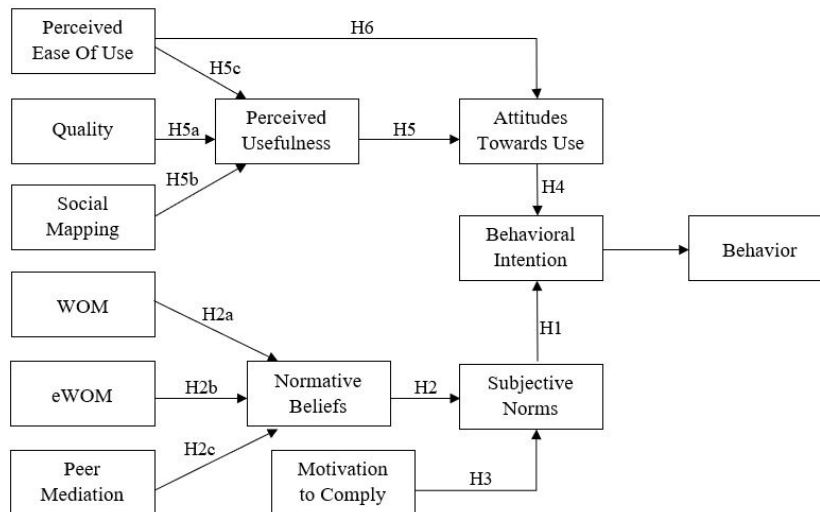 Perceived
Ease Of Use
H6
H5c
Quality
H5a
Perceived
Usefulness
H5
Attitudes
Towards Use
H5b
Social
Mapping
H4
Behavioral
Intention
Behavior
WOM
H2a
H1
eWOM
H2b
Normative
Beliefs
H2
Subjective
Norms
H2c
Peer
Mediation
Motivation
to Comply
H3